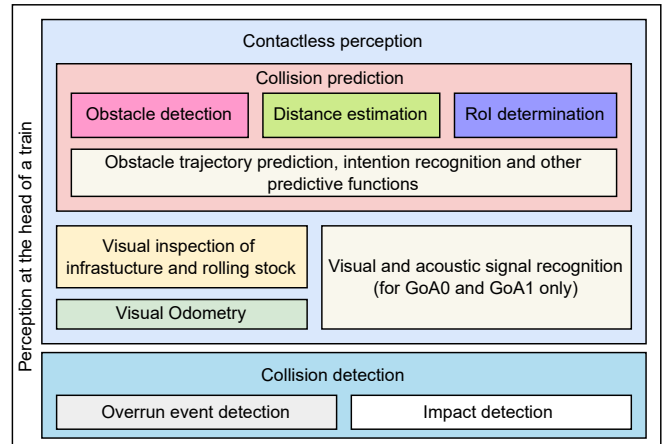 Perception at the head of a train
Contactless perception
Collision prediction
Obstacle detection
Distance estimation
RoI determination
Obstacle trajectory prediction, intention recognition and other
predictive functions
Visual inspection of
infrastucture and rolling stock
Visual and acoustic signal recognition
(for GoA0 and GoA1 only)
Visual Odometry
Collision detection
Overrun event detection
Impact detection